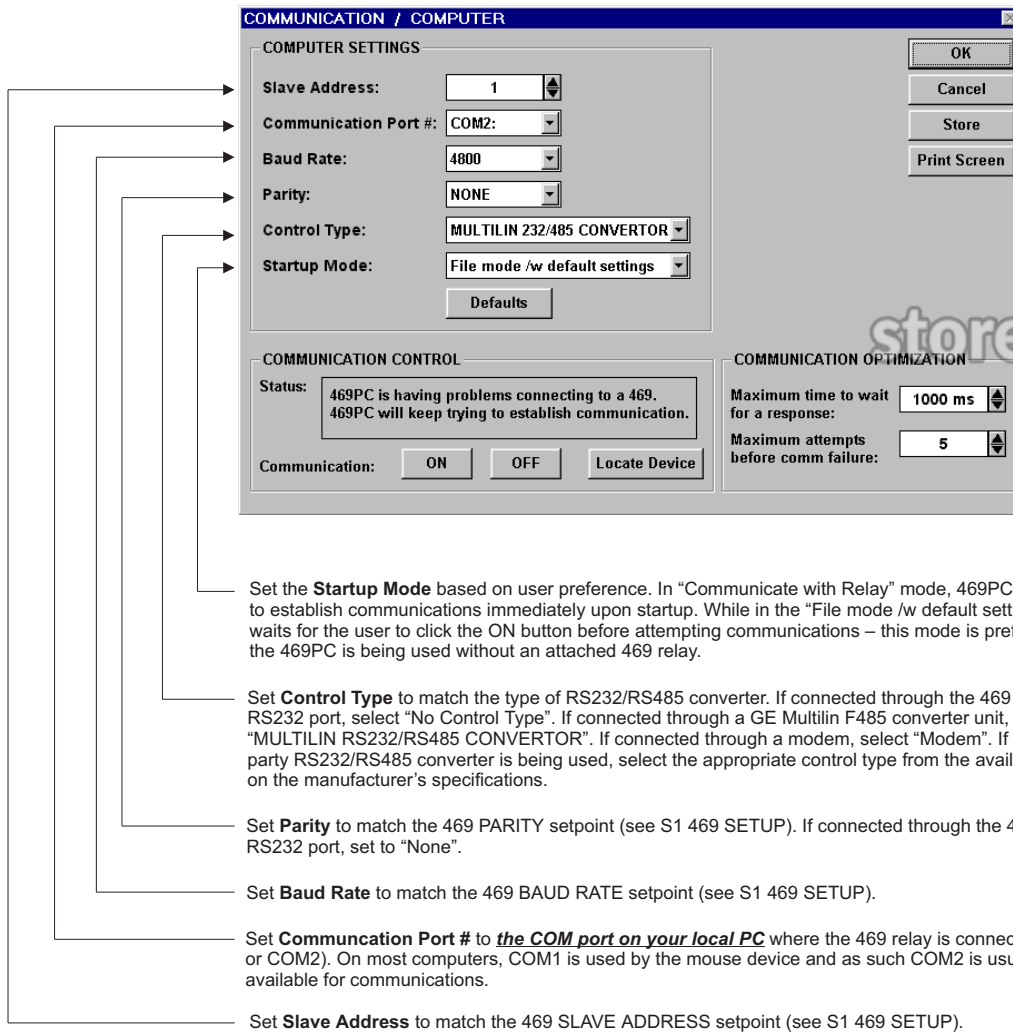 COMMUNICATION / COMPUTER
COMPUTER SETTINGS
Slave Address: 1
Communication Port #: COM2:
Baud Rate: 4800
Parity: NONE
Control Type: MULTILIN 232/485 CONVERTOR
Startup Mode: File mode /w default settings
Defaults
OK
Cancel
Store
Print Screen
store
COMMUNICATION CONTROL
Status: 469PC is having problems connecting to a 469.
469PC will keep trying to establish communication.
Communication: ON OFF Locate Device
COMMUNICATION OPTIMIZATION
Maximum time to wait
for a response: 1000 ms
Maximum attempts
before comm failure: 5
Set the Startup Mode based on user preference. In “Communicate with Relay” mode, 469PC
to establish communications immediately upon startup. While in the “File mode /w default
waits for the user to click the ON button before attempting communications – this mode is
the 469PC is being used without an attached 469 relay.
Set Control Type to match the type of RS232/RS485 converter. If connected through the 469
RS232 port, select “No Control Type”. If connected through a GE Multilin F485 converter unit,
“MULTILIN RS232/RS485 CONVERTOR”. If connected through a modem, select “Modem”. If
party RS232/RS485 converter is being used, select the appropriate control type from the
on the manufacturer’s specifications.
Set Parity to match the 469 PARITY setpoint (see S1 469 SETUP). If connected through the
RS232 port, set to “None”.
Set Baud Rate to match the 469 BAUD RATE setpoint (see S1 469 SETUP).
Set Communcation Port # to the COM port on your local PC where the 469 relay is
or COM2). On most computers, COM1 is used by the mouse device and as such COM2 is
available for communications.
Set Slave Address to match the 469 SLAVE ADDRESS setpoint (see S1 469 SETUP).